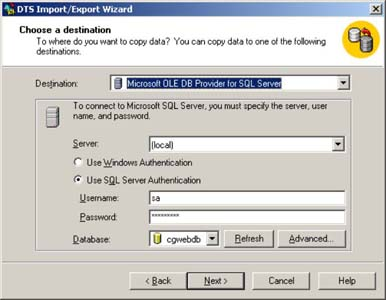 DTS Import/Export Wizard
Choose a destination
To where do you want to copy data? You can copy data to one of the following
destinations.
Destination: Microsoft OLE DB Provider for SQL Server
To connect to Microsoft SQL Server, you must specify the server, user
name, and password.
Server: (local)
Use Windows Authentication
Use SQL Server Authentication
Username: sa
Password: *********
Database: cgwebdb Refresh Advanced...
< Back Next > Cancel Help